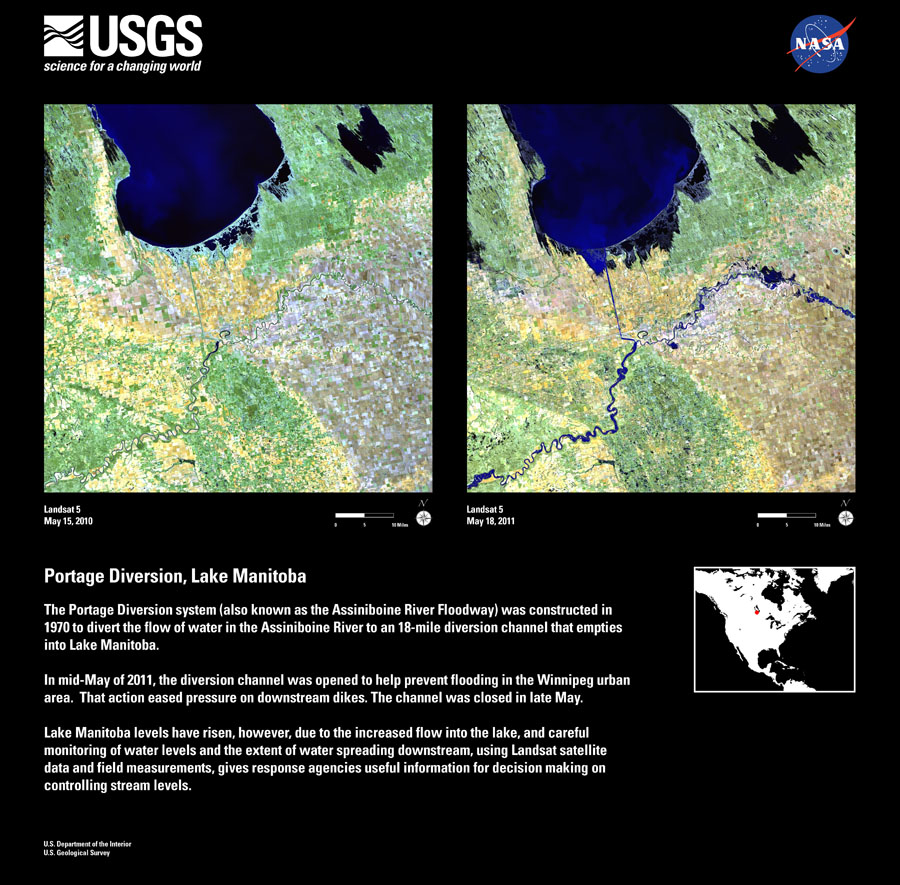 USGS
science for a changing world
NASA
Landsat 5
May 15, 2010
N
0 5 10 Miles
Landsat 5
May 18, 2011
N
0 5 10 Miles
Portage Diversion, Lake Manitoba
The Portage Diversion system (also known as the Assiniboine River Floodway) was constructed in
1970 to divert the flow of water in the Assiniboine River to an 18-mile diversion channel that empties
into Lake Manitoba.
In mid-May of 2011, the diversion channel was opened to help prevent flooding in the Winnipeg urban
area. That action eased pressure on downstream dikes. The channel was closed in late May.
Lake Manitoba levels have risen, however, due to the increased flow into the lake, and careful
monitoring of water levels and the extent of water spreading downstream, using Landsat satellite
data and field measurements, gives response agencies useful information for decision making on
controlling stream levels.
U.S. Department of the Interior
U.S. Geological Survey